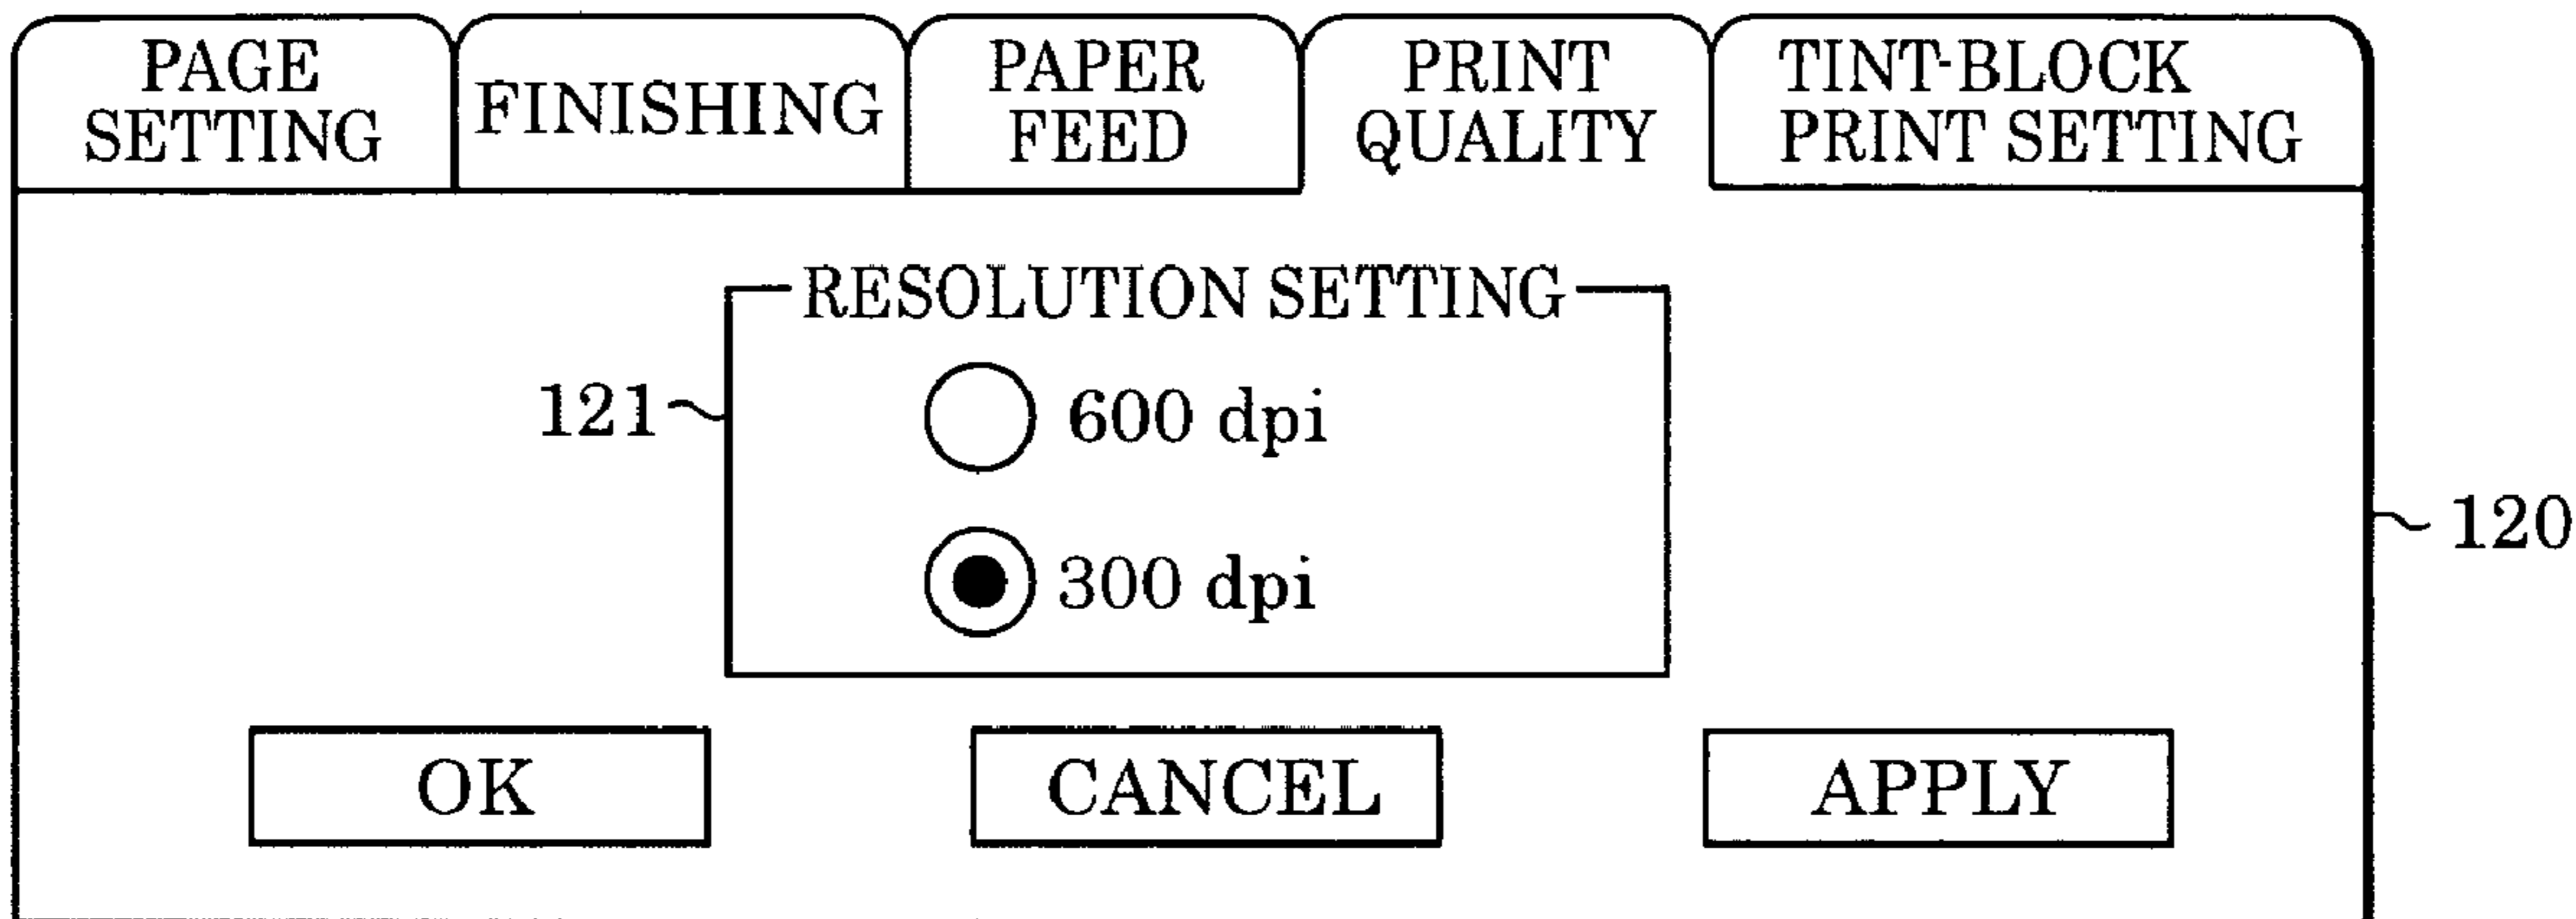 PAGE
SETTING
FINISHING
PAPER
FEED
PRINT
QUALITY
TINT-BLOCK
PRINT SETTING
RESOLUTION SETTING
121
600 dpi
300 dpi
120
OK
CANCEL
APPLY